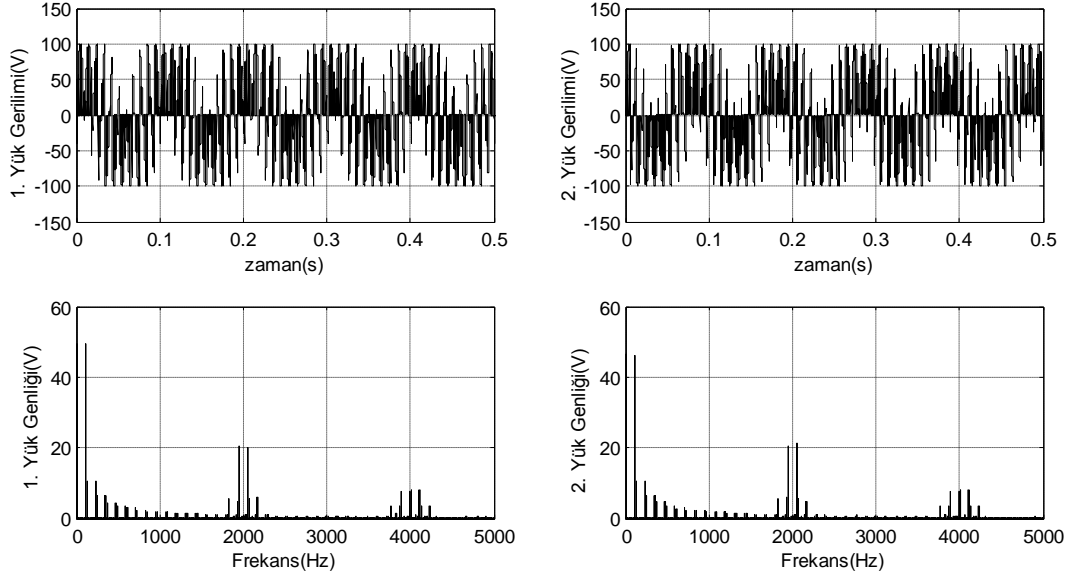 150
100
50
0
-50
-100
-150
1. Yük Gerilimi(V)
0 0.1 0.2 0.3 0.4 0.5
zaman(s)
150
100
50
0
-50
-100
-150
2. Yük Gerilimi(V)
0 0.1 0.2 0.3 0.4 0.5
zaman(s)
60
40
20
0
1. Yük Genliği(V)
0 1000 2000 3000 4000 5000
Frekans(Hz)
60
40
20
0
2. Yük Genliği(V)
0 1000 2000 3000 4000 5000
Frekans(Hz)